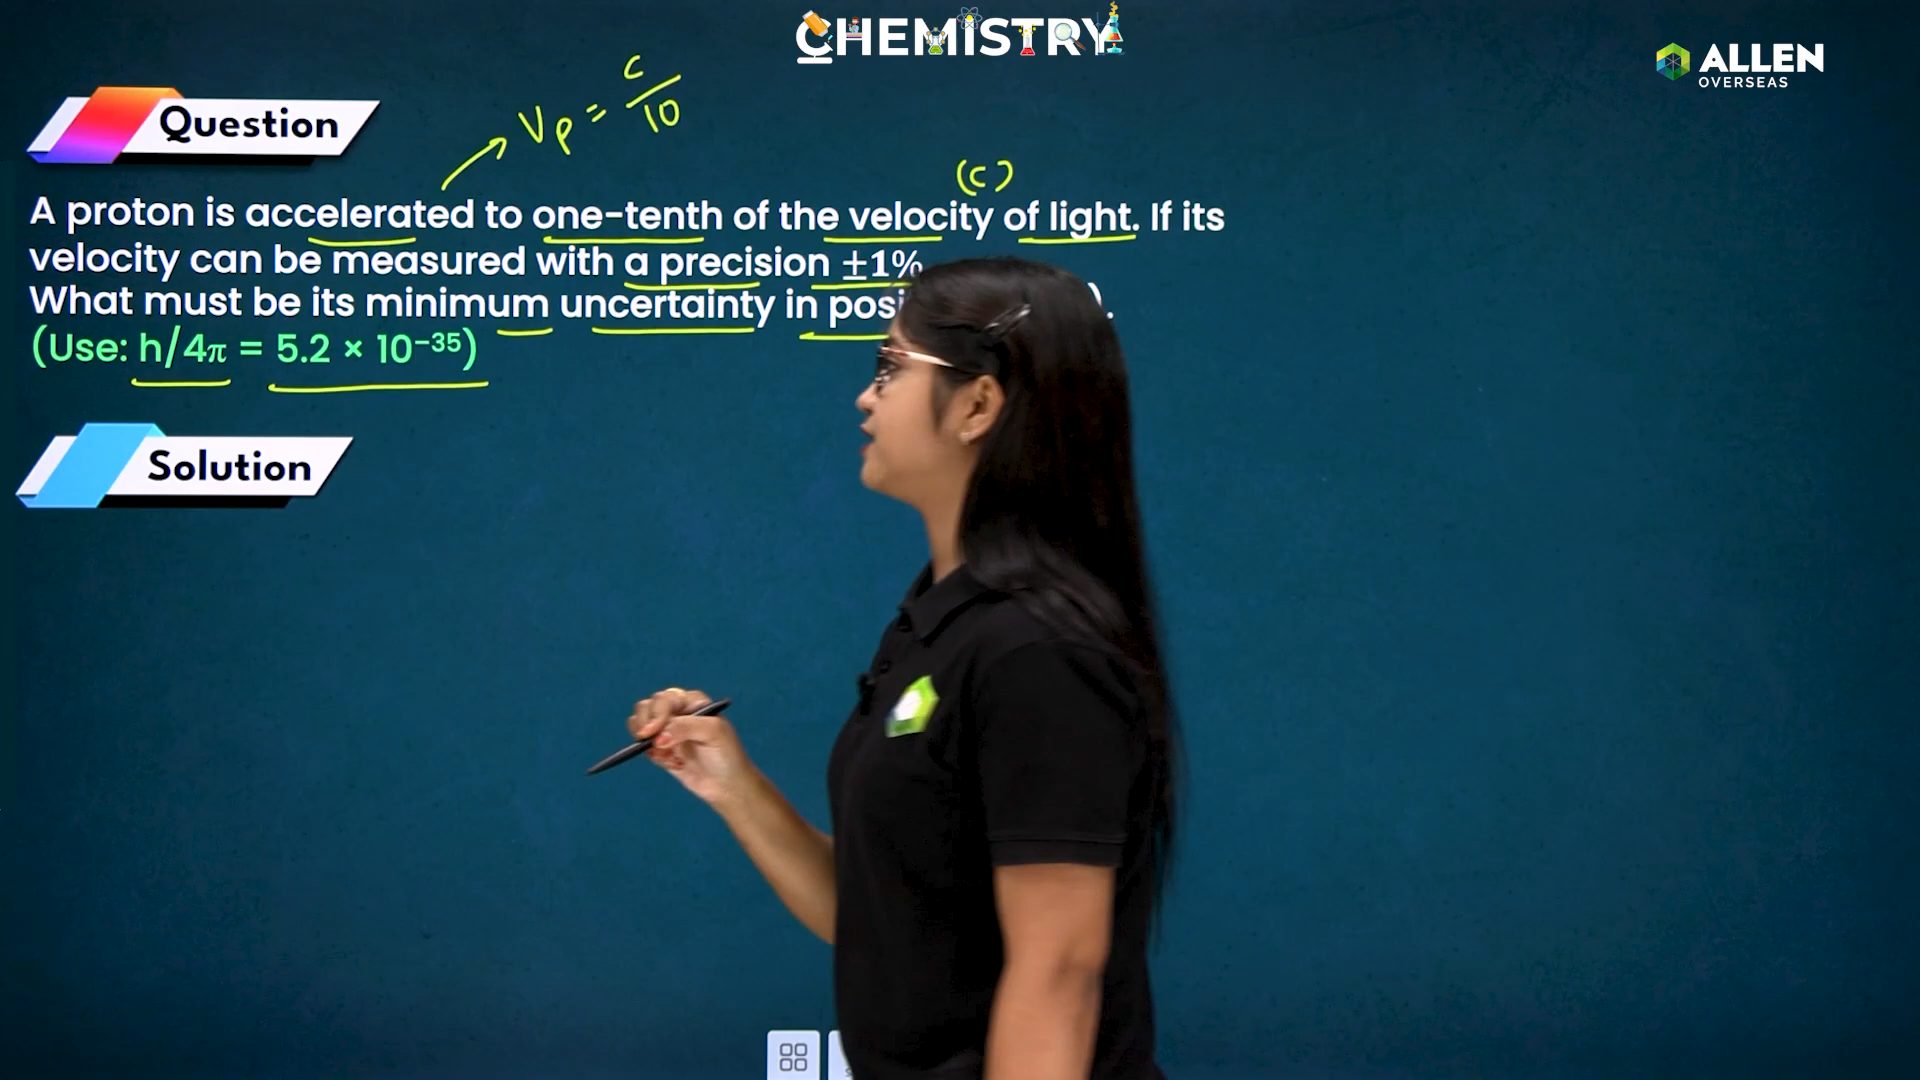 CHEMISTRY
ALLEN
OVERSEAS
Vp = c/10
Question
(c)
A proton is accelerated to one-tenth of the velocity of light. If its
velocity can be measured with a precision ±1%
What must be its minimum uncertainty in
(Use: h/4π = 5.2 × 10⁻³⁵)
Solution